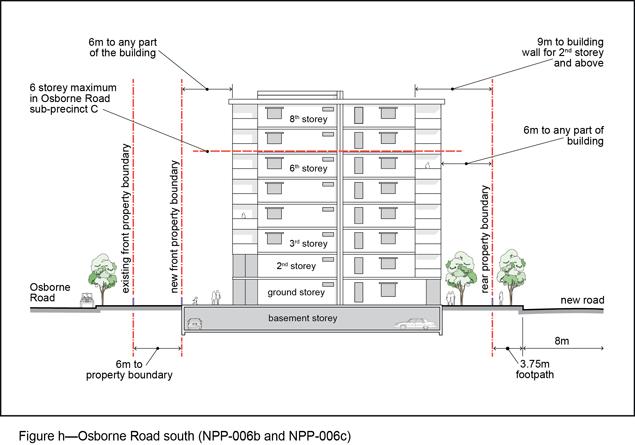 6m to any part
of the building
9m to building
wall for 2nd storey
and above
6 storey maximum
in Osborne Road
sub-precinct C
8th storey
6m to any part of
building
6th storey
existing front property boundary
new front property boundary
rear property boundary
3rd storey
2nd storey
Osborne
Road
ground storey
new road
basement storey
6m to
property boundary
3.75m
footpath
8m
Figure h—Osborne Road south (NPP-006b and NPP-006c)